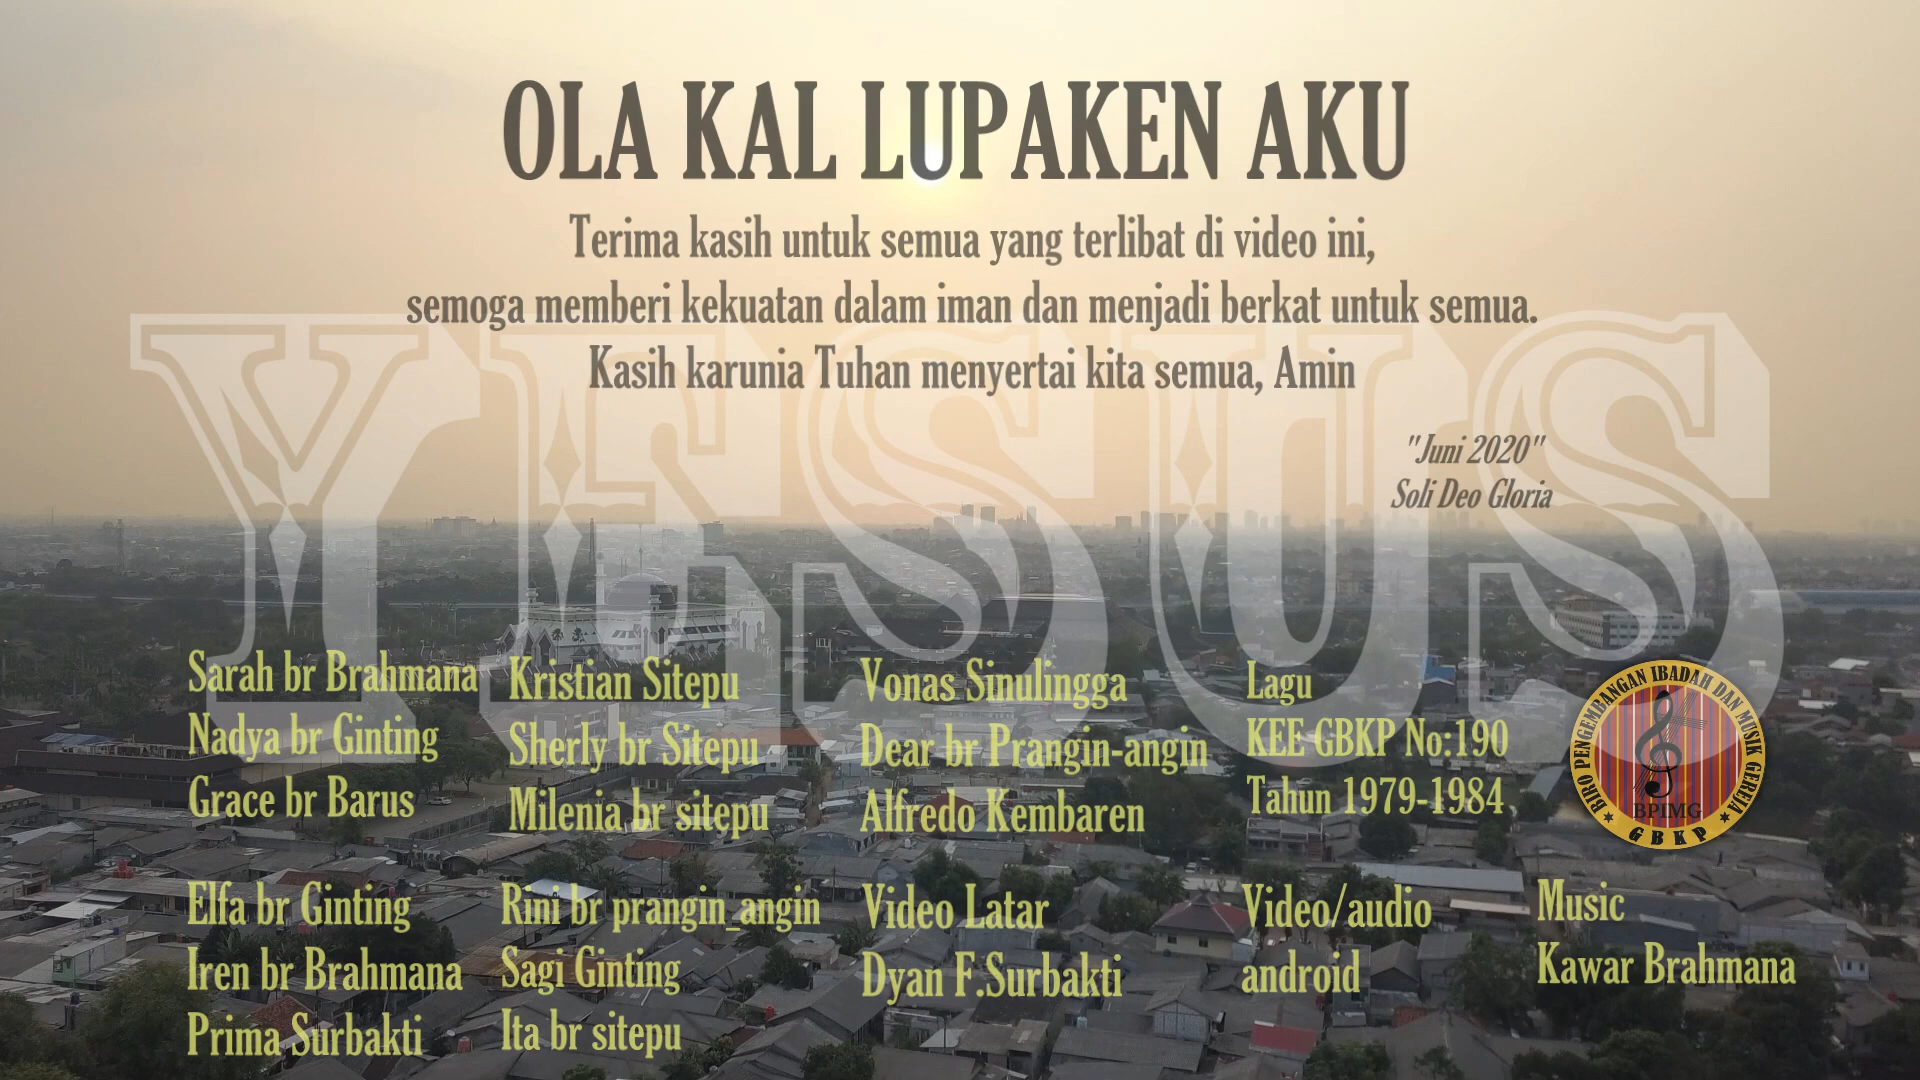 OLA KAL LUPAKEN AKU
Terima kasih untuk semua yang terlibat di video ini,
semoga memberi kekuatan dalam iman dan menjadi berkat untuk semua.
Kasih karunia Tuhan menyertai kita semua, Amin
"Juni 2020"
Soli Deo Gloria
YESUS
Sarah br Brahmana
Nadya br Ginting
Grace br Barus
Kristian Sitepu
Sherly br Sitepu
Milenia br sitepu
Vonas Sinulingga
Dear br Prangin-angin
Alfredo Kembaren
Lagu
KEE GBKP No:190
Tahun 1979-1984
BIRO PENGEMBANGAN IBADAH DAN MUSIK GEREJA
BPIMG
GBKP
Elfa br Ginting
Iren br Brahmana
Prima Surbakti
Rini br prangin_angin
Sagi Ginting
Ita br sitepu
Video Latar
Dyan F.Surbakti
Video/audio
android
Music
Kawar Brahmana